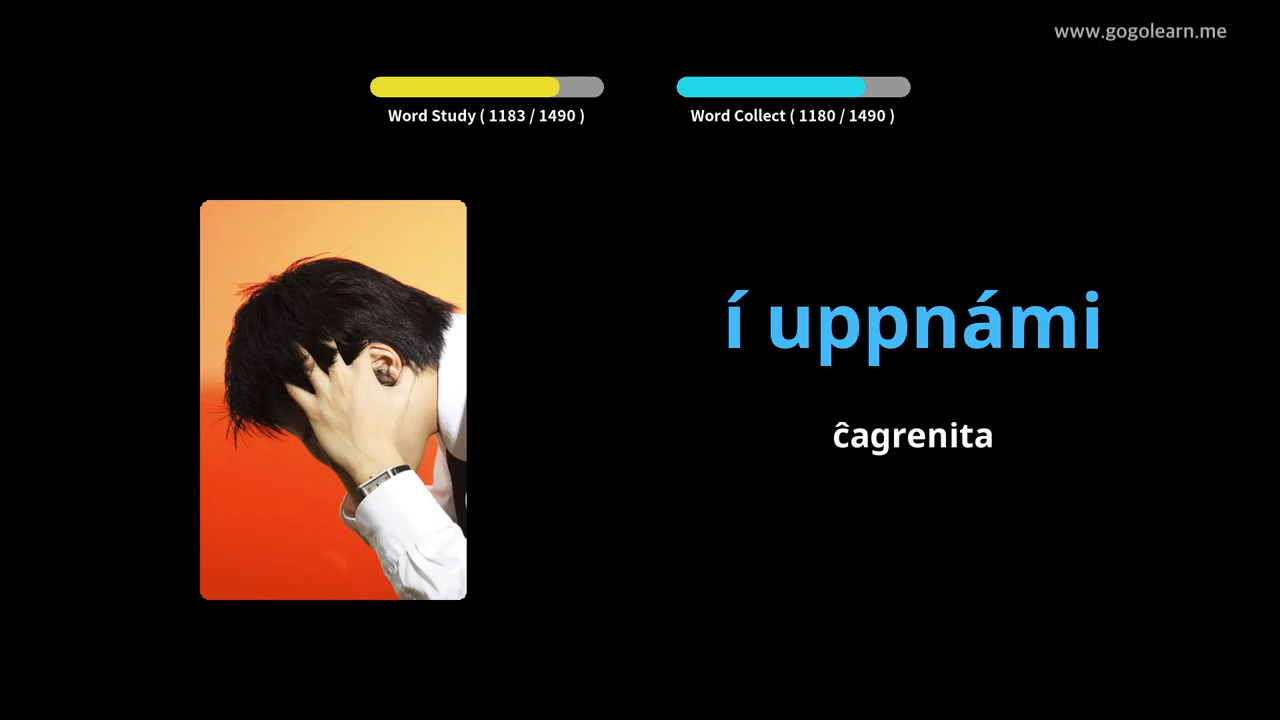 www.gogolearn.me
Word Study ( 1183 / 1490 )
Word Collect ( 1180 / 1490 )
í uppnámi
ĉagrenita